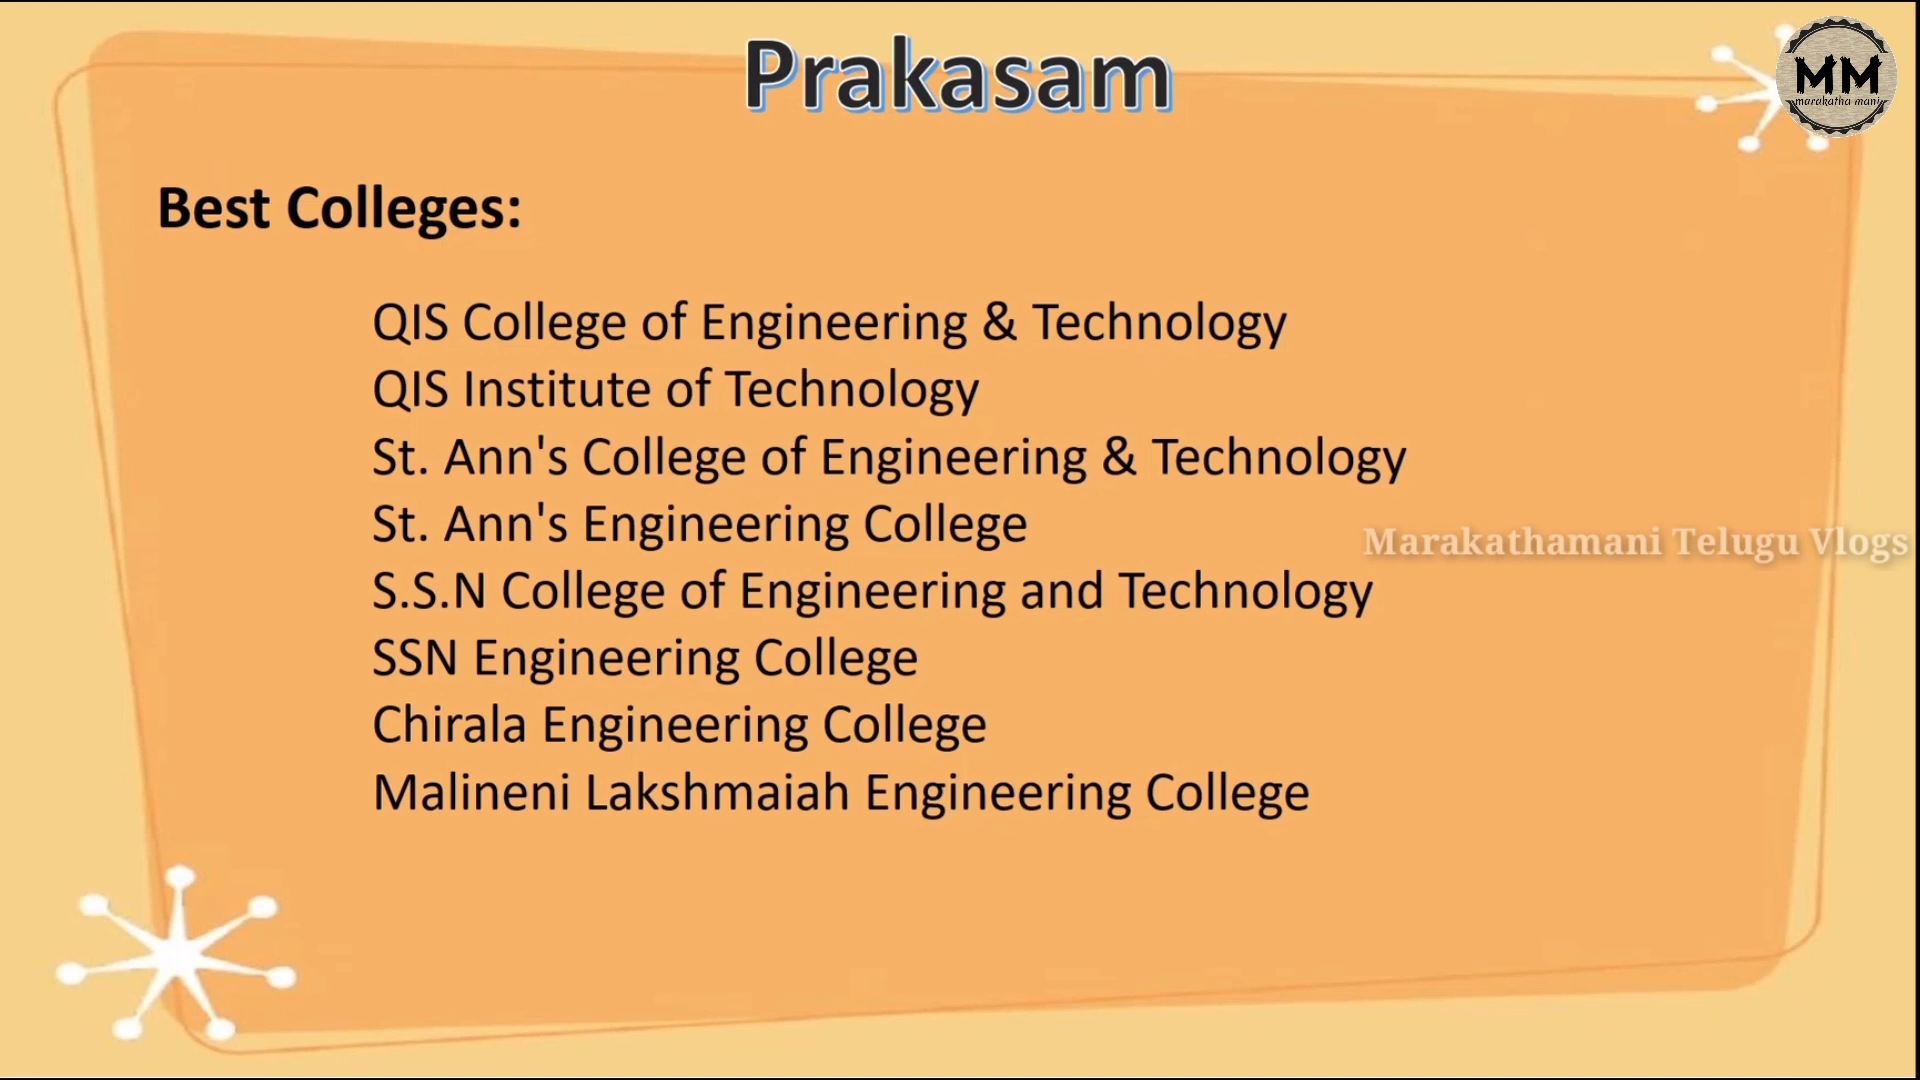 Prakasam
MM
marakatha mani
Best Colleges:
QIS College of Engineering & Technology
QIS Institute of Technology
St. Ann's College of Engineering & Technology
St. Ann's Engineering College
Marakathamani Telugu Vlogs
S.S.N College of Engineering and Technology
SSN Engineering College
Chirala Engineering College
Malineni Lakshmaiah Engineering College